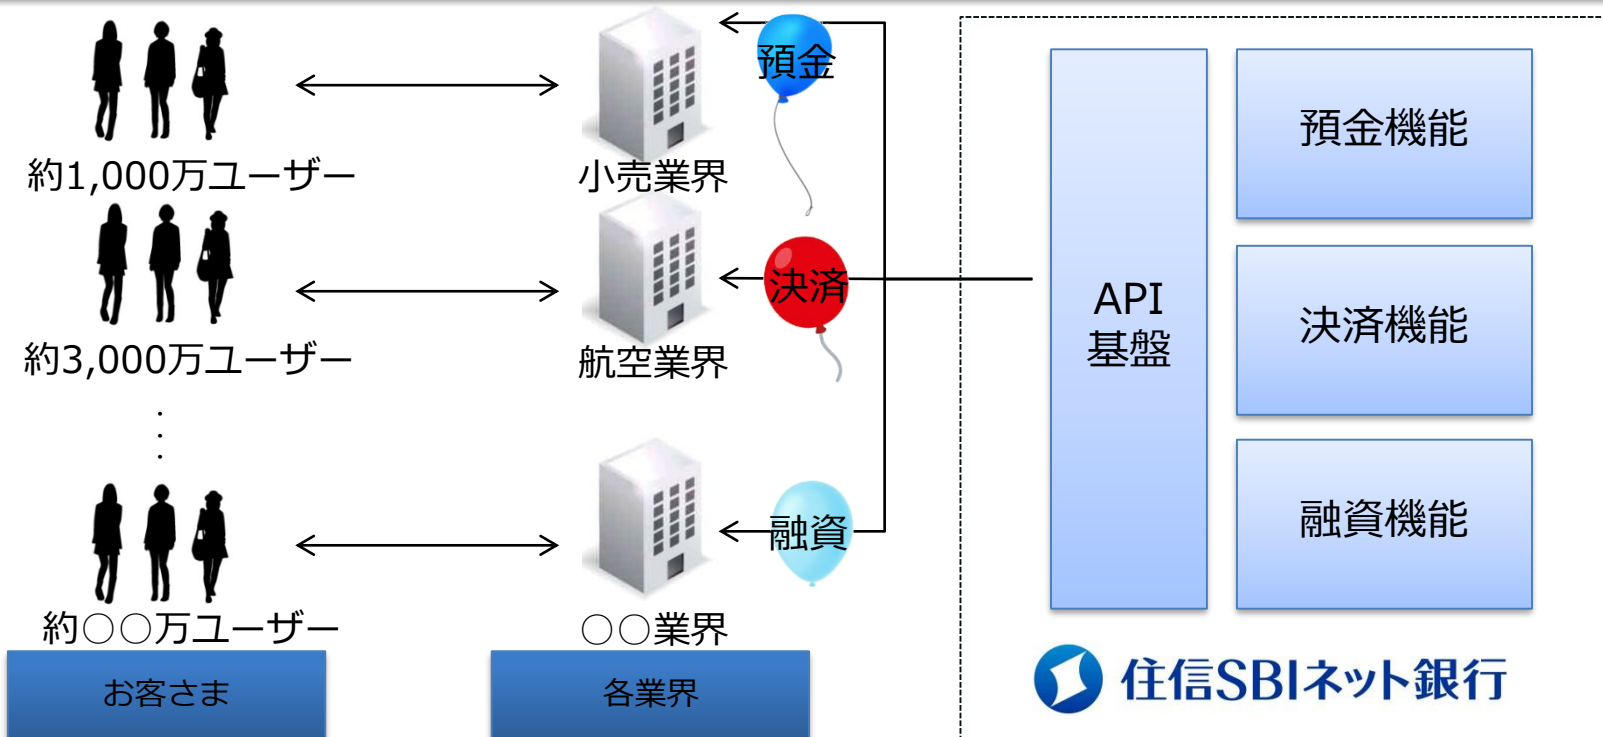 預金
預金機能
約1,000万ユーザー
小売業界
決済
API
基盤
決済機能
約3,000万ユーザー
航空業界
・
・
・
融資
融資機能
約○○万ユーザー
○○業界
お客さま
各業界
住信SBIネット銀行